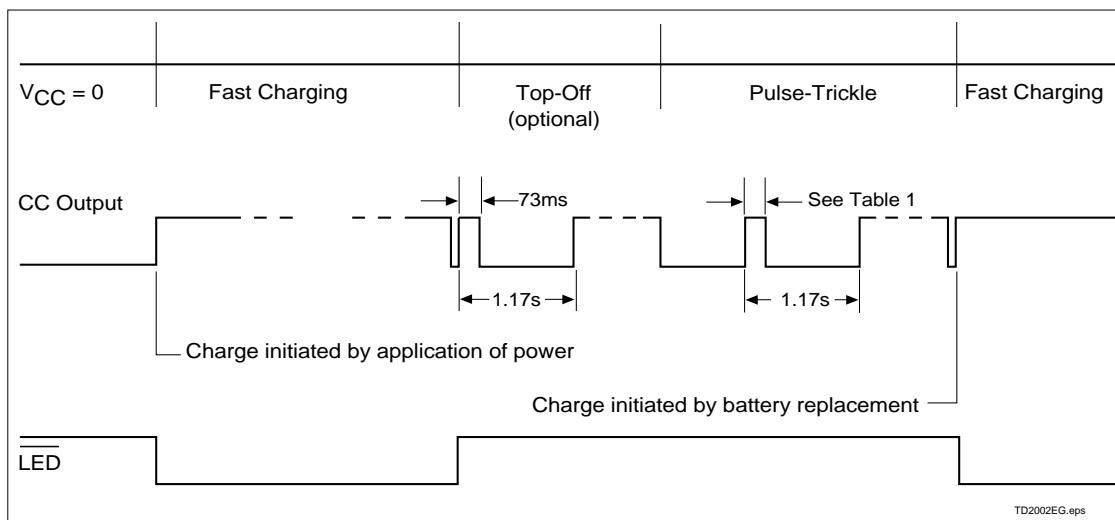 VCC = 0
Fast Charging
Top-Off
(optional)
Pulse-Trickle
Fast Charging
CC Output
73ms
See Table 1
1.17s
1.17s
Charge initiated by application of power
Charge initiated by battery replacement
LED
TD2002EG.eps